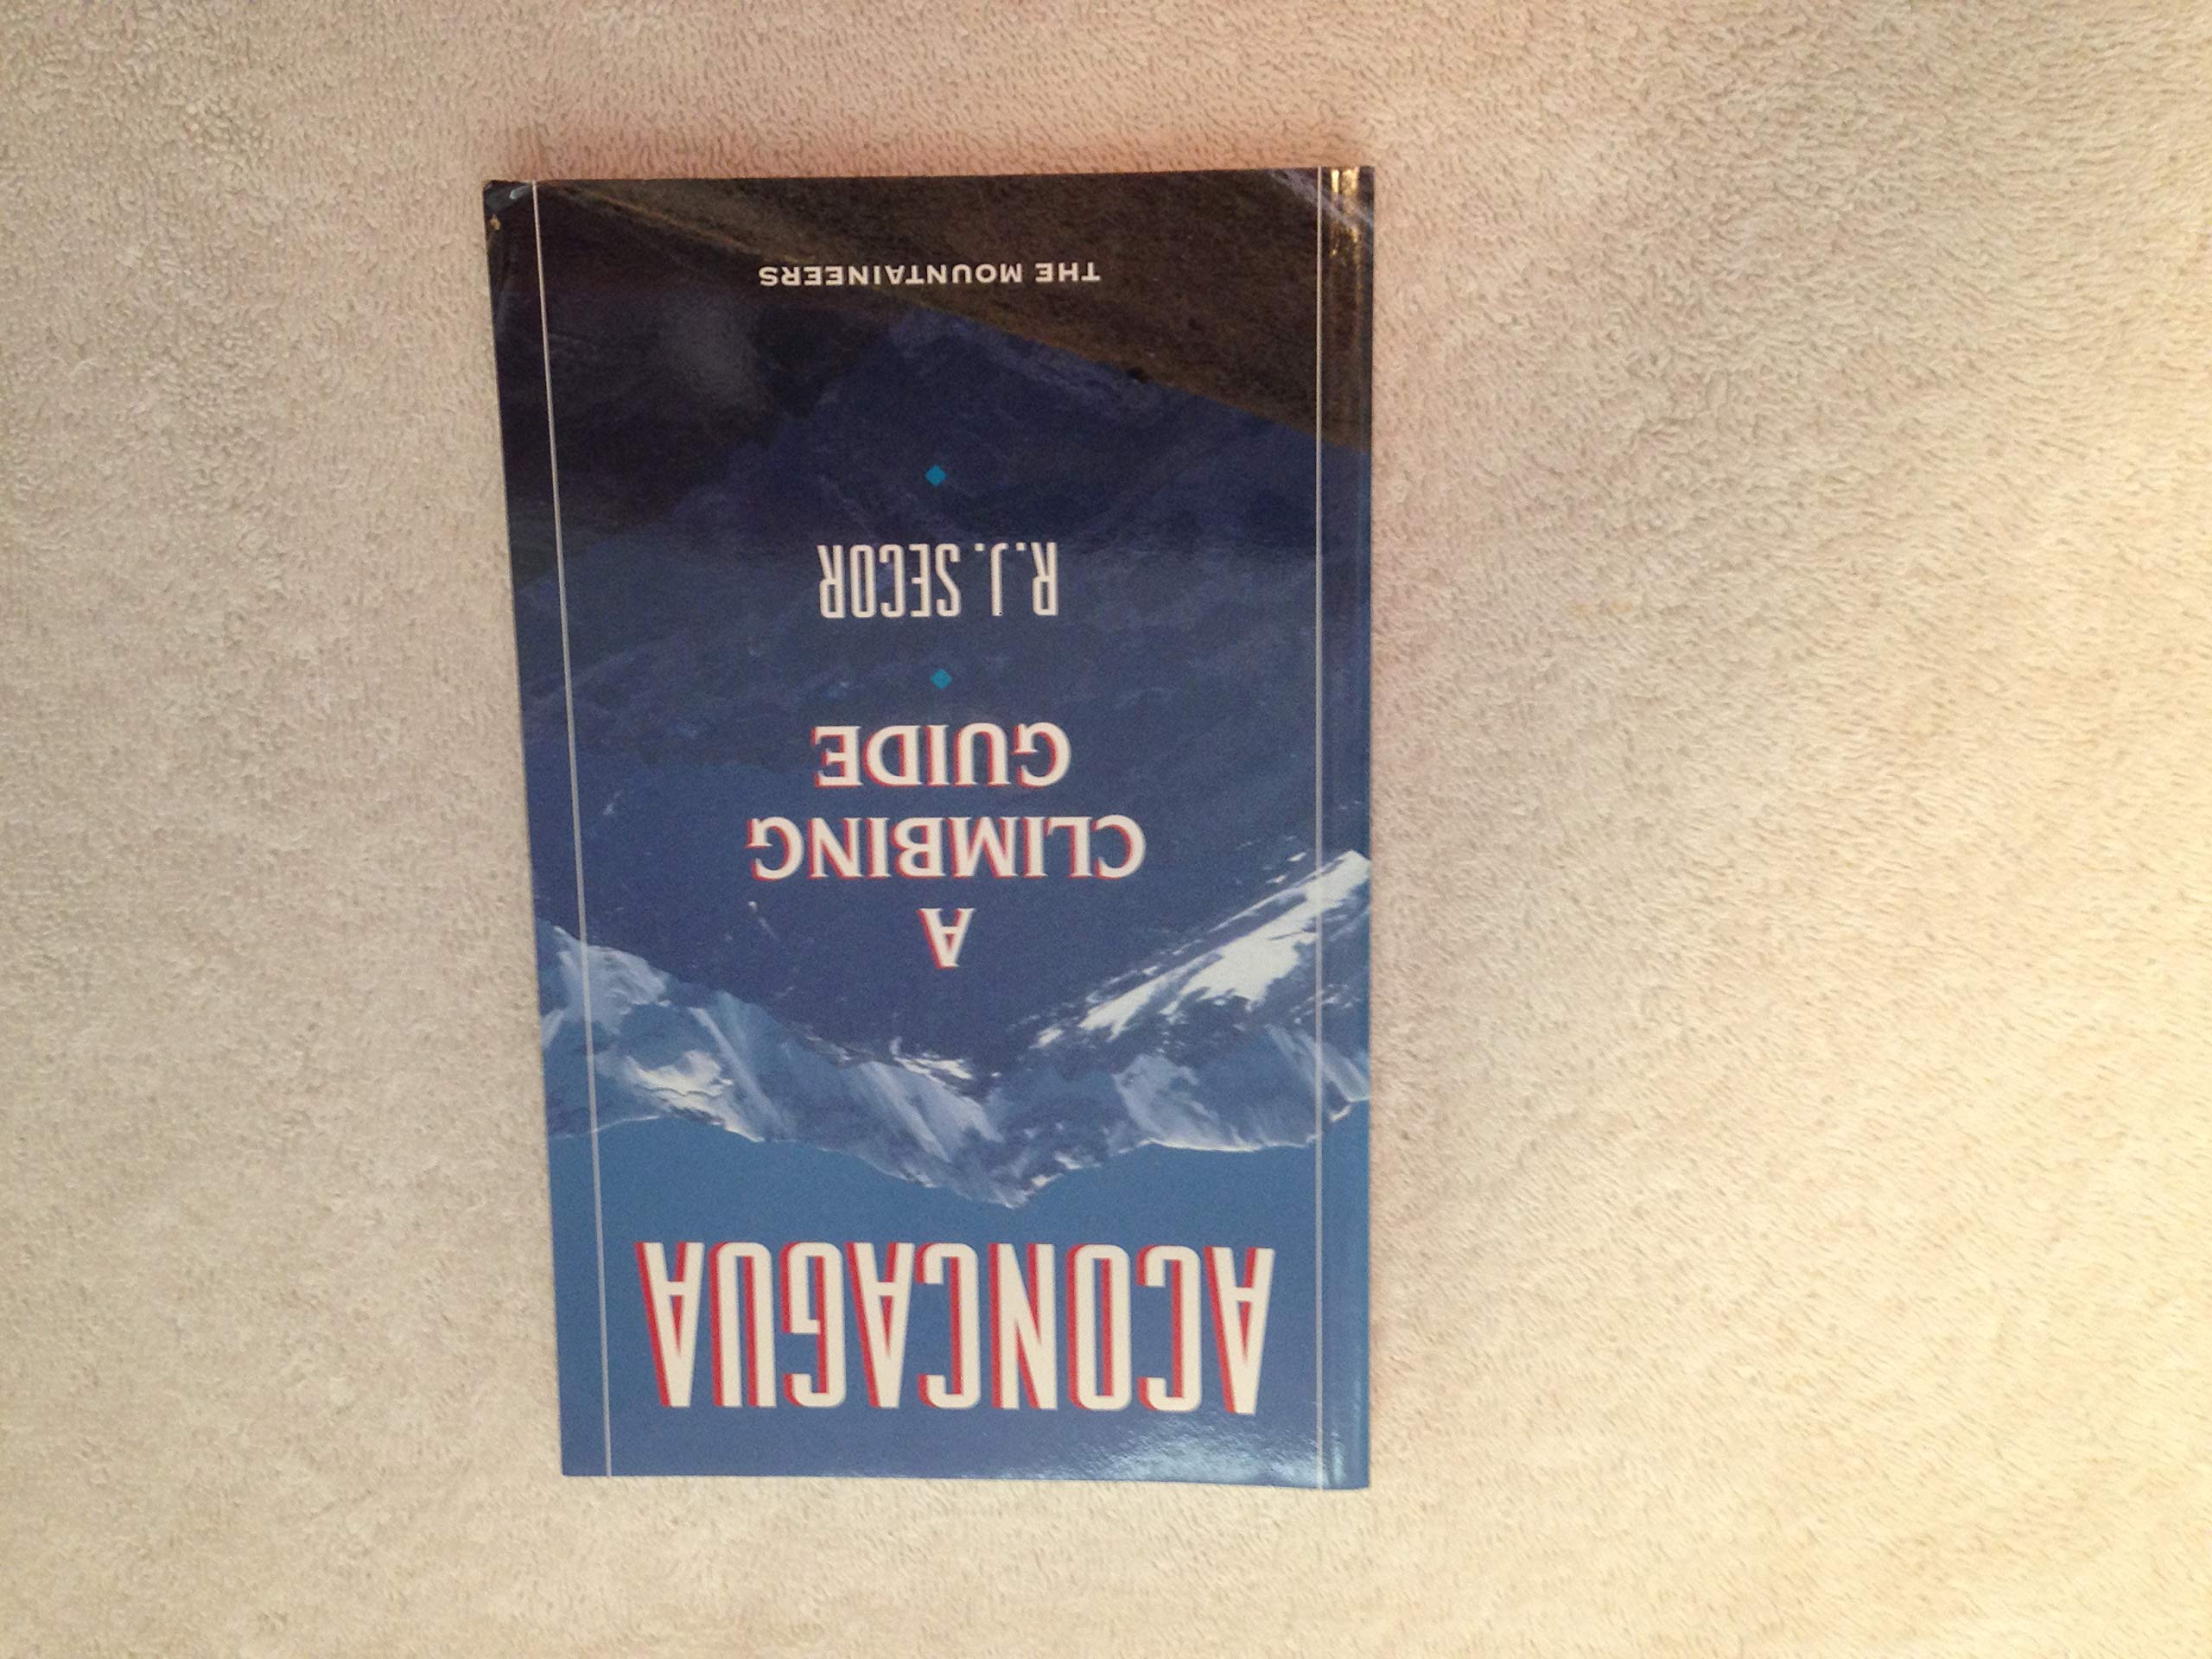 ACONCAGUA
A
CLIMBING
GUIDE
R.J. SECOR
THE MOUNTAINEERS